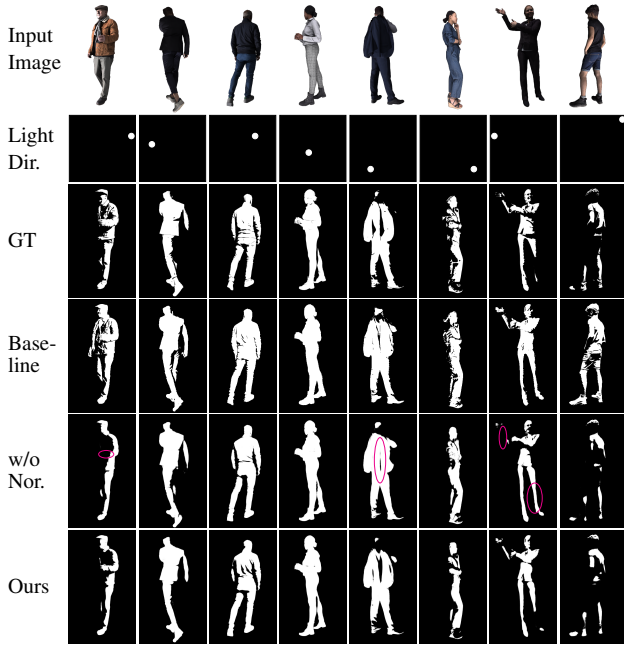 Input
Image
Light
Dir.
GT
Base-
line
w/o
Nor.
Ours